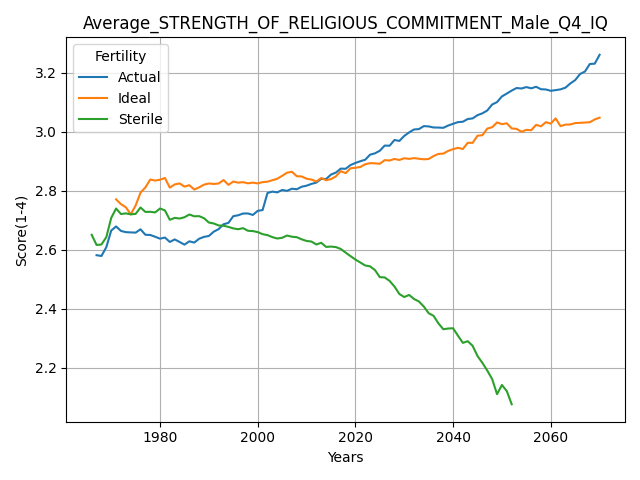 Average_STRENGTH_OF_RELIGIOUS_COMMITMENT_Male_Q4_IQ
Fertility
Actual
Ideal
Sterile
Score(1-4)
3.2
3.0
2.8
2.6
2.4
2.2
1980
2000
2020
2040
2060
Years